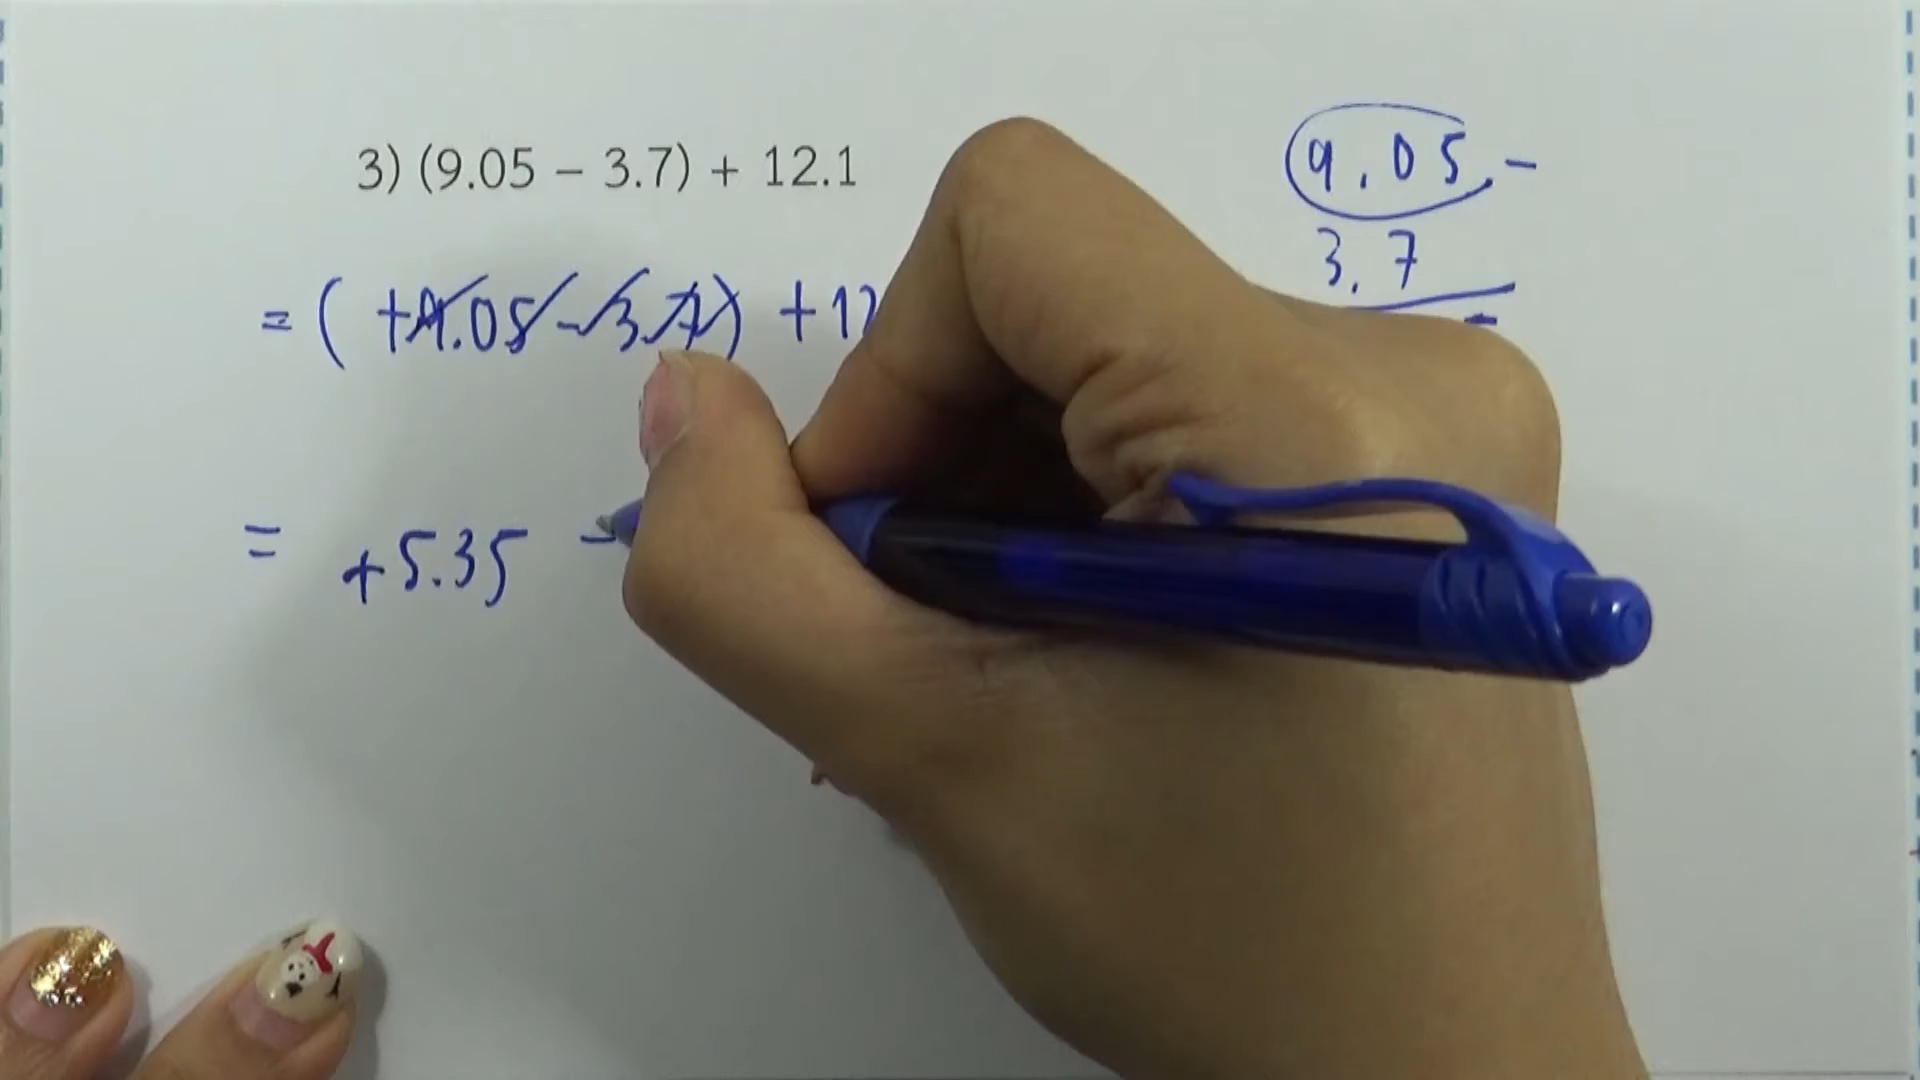 3) (9.05 – 3.7) + 12.1
= ( +9.05 - 3.7) + 12
= +5.35 -
9.05 -
3.7